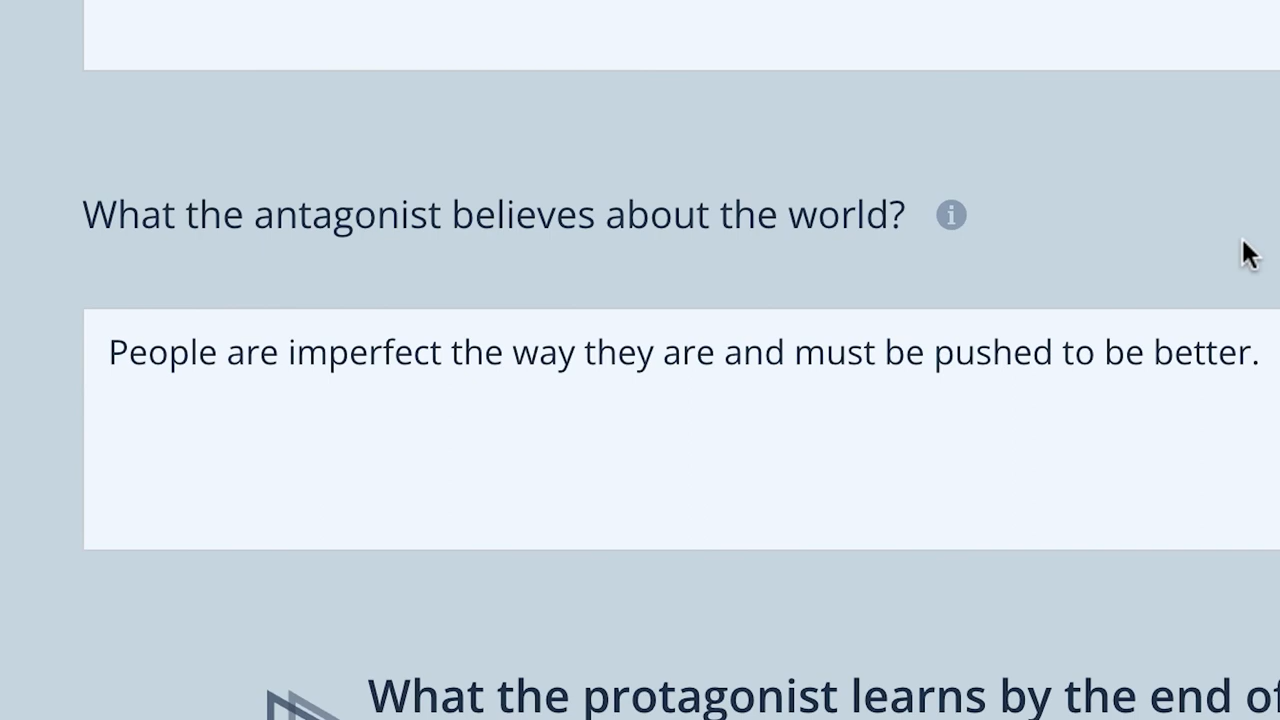 What the antagonist believes about the world?
People are imperfect the way they are and must be pushed to be better.
What the protagonist learns by the end of